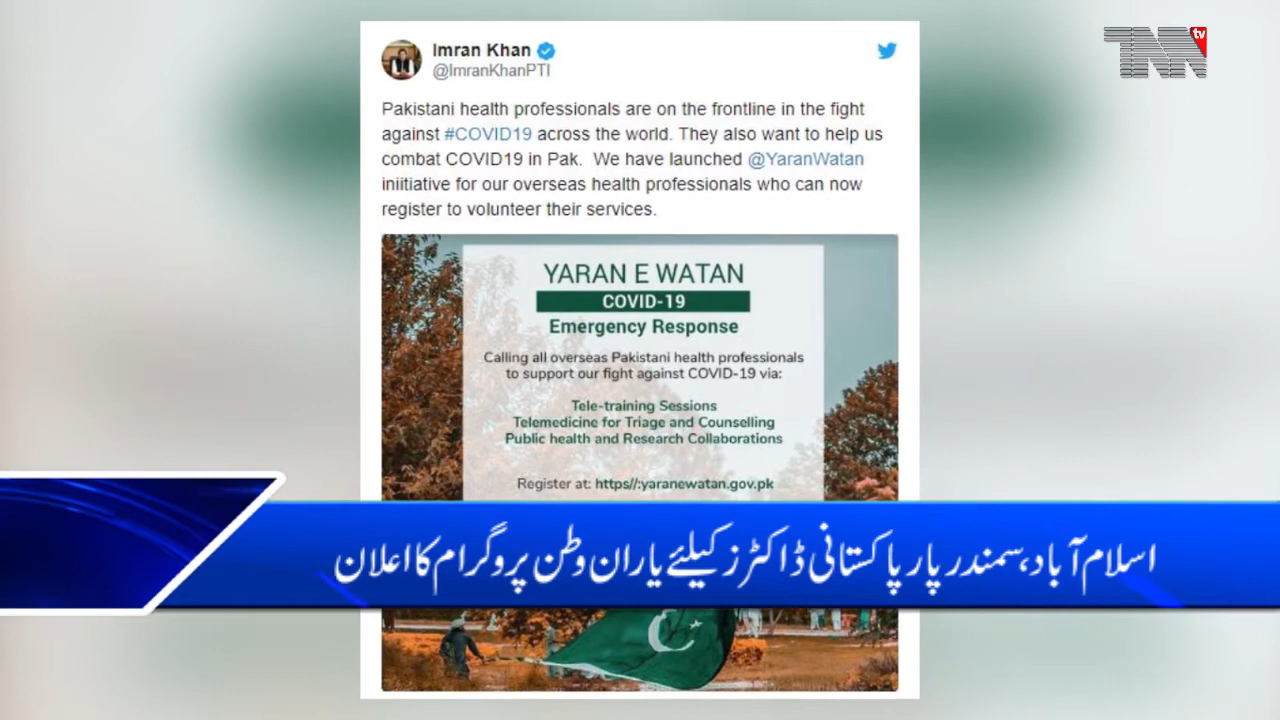 TNN tv
Imran Khan
@ImranKhanPTI
Pakistani health professionals are on the frontline in the fight
against #COVID19 across the world. They also want to help us
combat COVID19 in Pak. We have launched @YaranWatan
iniitiative for our overseas health professionals who can now
register to volunteer their services.
YARAN E WATAN
COVID-19
Emergency Response
Calling all overseas Pakistani health professionals
to support our fight against COVID-19 via:
Tele-training Sessions
Telemedicine for Triage and Counselling
Public health and Research Collaborations
Register at: https//:yaranewatan.gov.pk
اسلام آباد، سمندر پار پاکستانی ڈاکٹرز کیلئے یاران وطن پروگرام کا اعلان